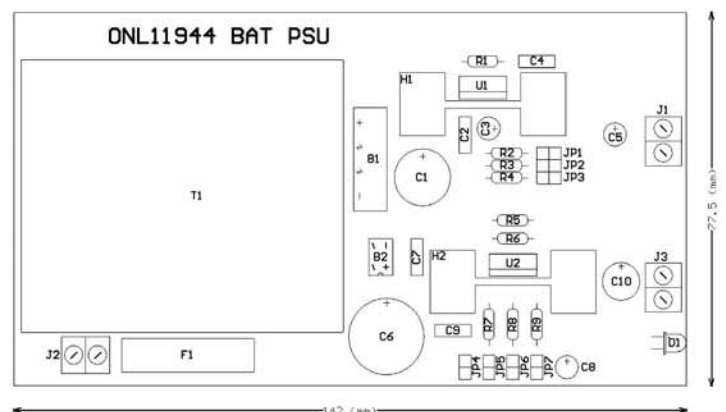 ONL11944 BAT PSU
R1 C4
H1 U1
J1
C2 C3 C5
B1
R2 JP1
R3 JP2
R4 JP3
C1
T1
77.5 (mm)
R5
R6
B2 C7 H2 U2 J3
C10
C6 C9 R7 R8 R9
J2 F1 D1
JP4 JP5 JP6 JP7 C8
142 (mm)